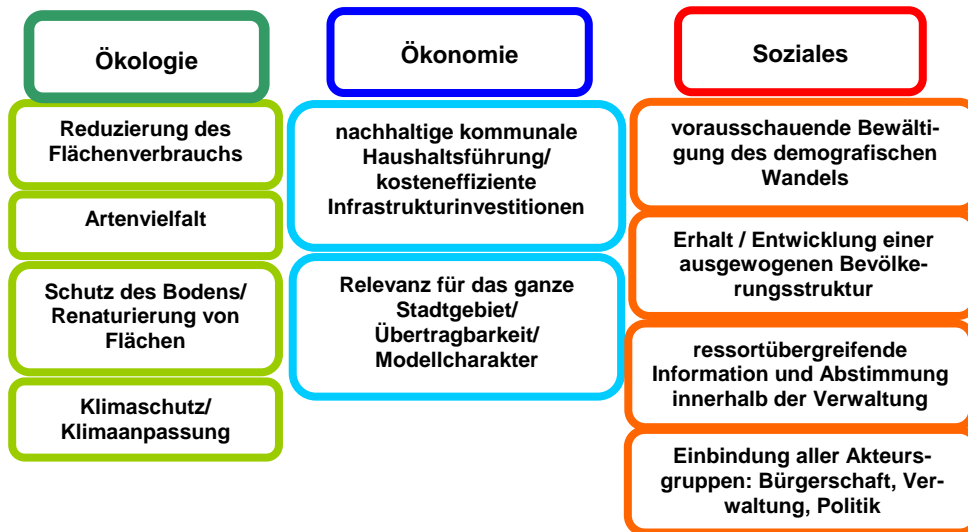 Ökologie
Reduzierung des
Flächenverbrauchs
Artenvielfalt
Schutz des Bodens/
Renaturierung von
Flächen
Klimaschutz/
Klimaanpassung
Ökonomie
nachhaltige kommunale
Haushaltsführung/
kosteneffiziente
Infrastrukturinvestitionen
Relevanz für das ganze
Stadtgebiet/
Übertragbarkeit/
Modellcharakter
Soziales
vorausschauende Bewälti-
gung des demografischen
Wandels
Erhalt / Entwicklung einer
ausgewogenen Bevölke-
rungsstruktur
ressortübergreifende
Information und Abstimmung
innerhalb der Verwaltung
Einbindung aller Akteurs-
gruppen: Bürgerschaft, Ver-
waltung, Politik